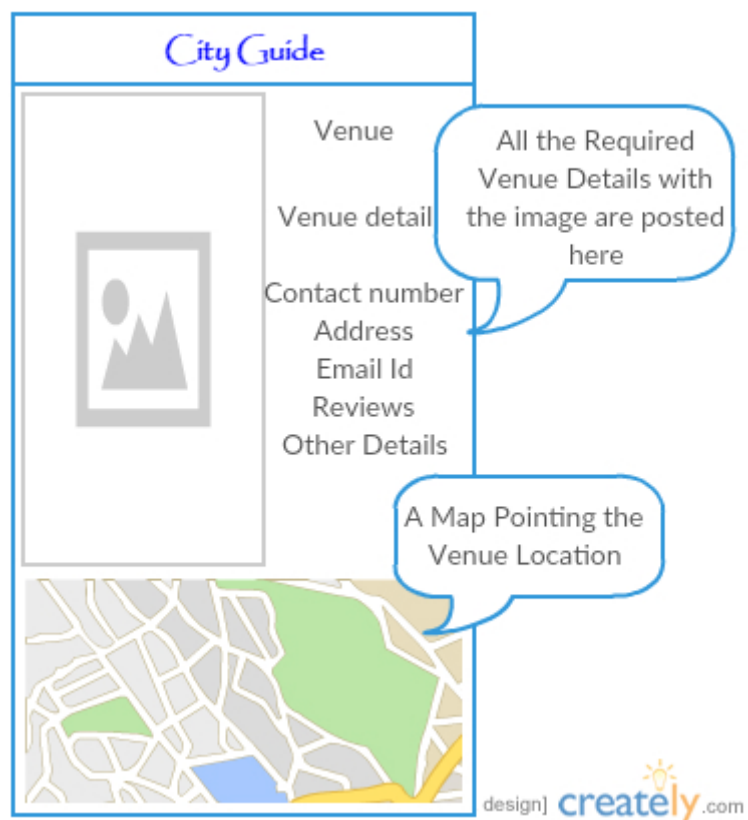 City Guide
Venue
Venue detail
Contact number
Address
Email Id
Reviews
Other Details
All the Required
Venue Details with
the image are posted
here
A Map Pointing the
Venue Location
design] creately.com